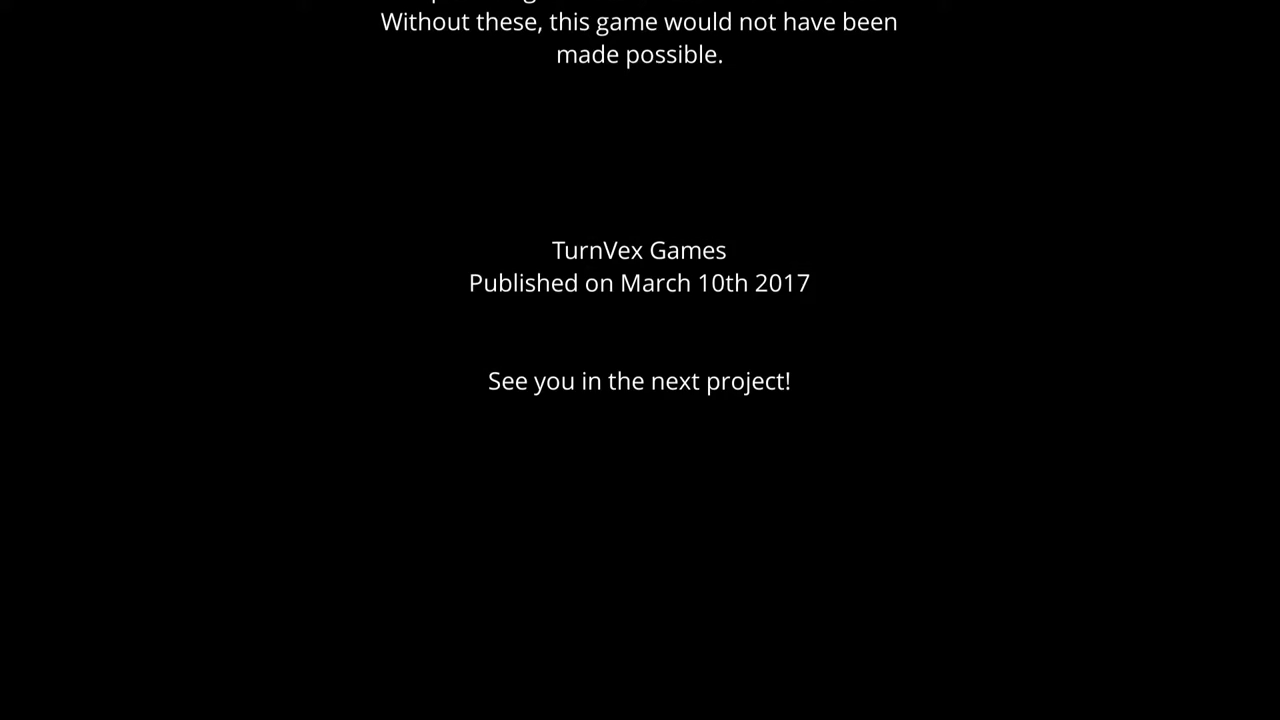 Without these, this game would not have been
made possible.
TurnVex Games
Published on March 10th 2017
See you in the next project!